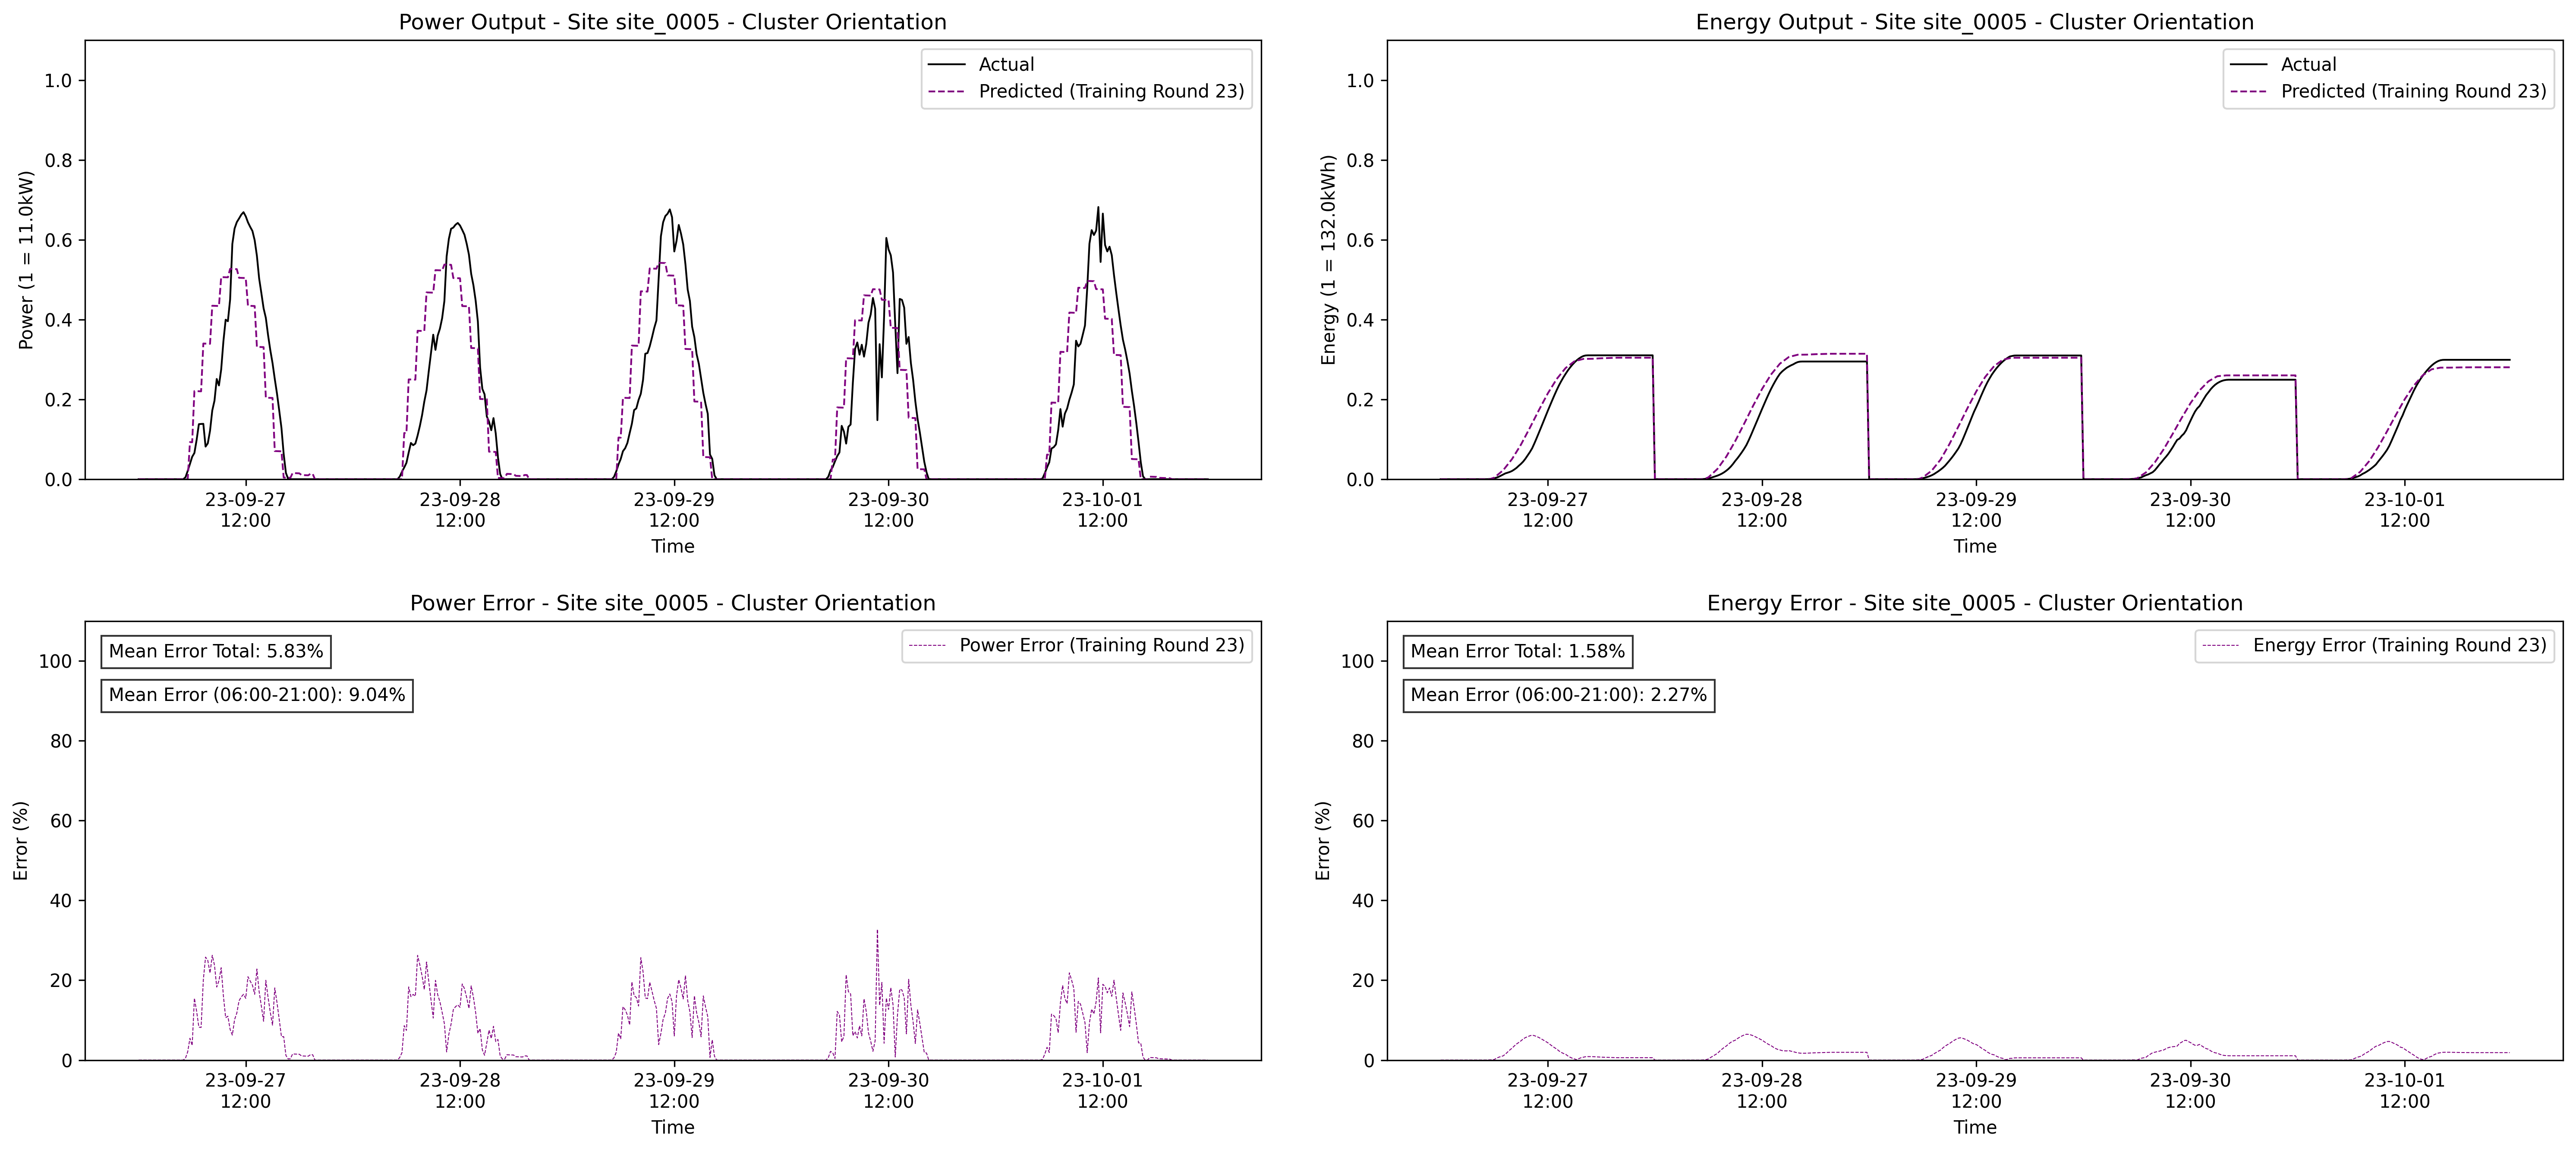 Power Output - Site site_0005 - Cluster Orientation
Power (1 = 11.0kW)
1.0
0.8
0.6
0.4
0.2
0.0
Actual
Predicted (Training Round 23)
23-09-27
12:00
23-09-28
12:00
23-09-29
12:00
23-09-30
12:00
23-10-01
12:00
Time
Energy Output - Site site_0005 - Cluster Orientation
Energy (1 = 132.0kWh)
1.0
0.8
0.6
0.4
0.2
0.0
Actual
Predicted (Training Round 23)
23-09-27
12:00
23-09-28
12:00
23-09-29
12:00
23-09-30
12:00
23-10-01
12:00
Time
Power Error - Site site_0005 - Cluster Orientation
Error (%)
100
80
60
40
20
0
Mean Error Total: 5.83%
Mean Error (06:00-21:00): 9.04%
Power Error (Training Round 23)
23-09-27
12:00
23-09-28
12:00
23-09-29
12:00
23-09-30
12:00
23-10-01
12:00
Time
Energy Error - Site site_0005 - Cluster Orientation
Error (%)
100
80
60
40
20
0
Mean Error Total: 1.58%
Mean Error (06:00-21:00): 2.27%
Energy Error (Training Round 23)
23-09-27
12:00
23-09-28
12:00
23-09-29
12:00
23-09-30
12:00
23-10-01
12:00
Time